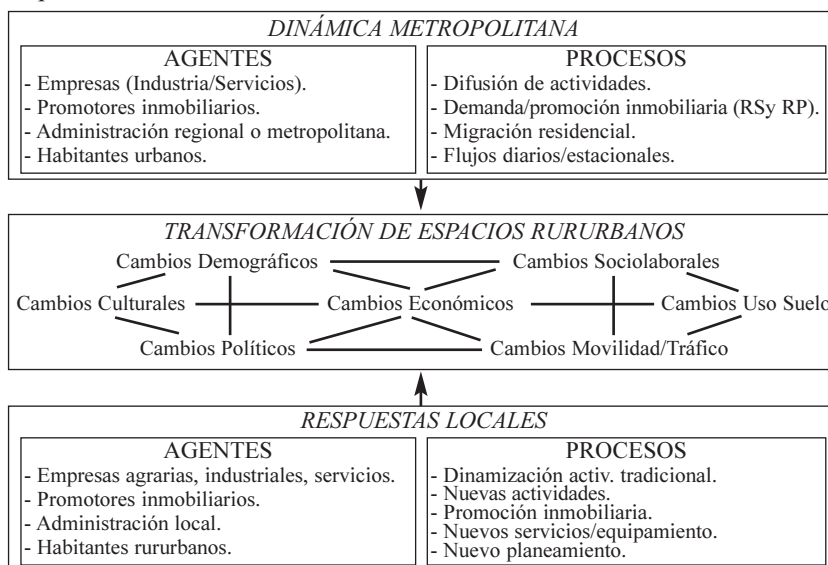 DINÁMICA METROPOLITANA
AGENTES
- Empresas (Industria/Servicios).
- Promotores inmobiliarios.
- Administración regional o metropolitana.
- Habitantes urbanos.
PROCESOS
- Difusión de actividades.
- Demanda/promoción inmobiliaria (RSy RP).
- Migración residencial.
- Flujos diarios/estacionales.
TRANSFORMACIÓN DE ESPACIOS RURURBANOS
Cambios Demográficos Cambios Sociolaborales
Cambios Culturales Cambios Económicos Cambios Uso Suelo
Cambios Políticos Cambios Movilidad/Tráfico
RESPUESTAS LOCALES
AGENTES
- Empresas agrarias, industriales, servicios.
- Promotores inmobiliarios.
- Administración local.
- Habitantes rururbanos.
PROCESOS
- Dinamización activ. tradicional.
- Nuevas actividades.
- Promoción inmobiliaria.
- Nuevos servicios/equipamiento.
- Nuevo planeamiento.